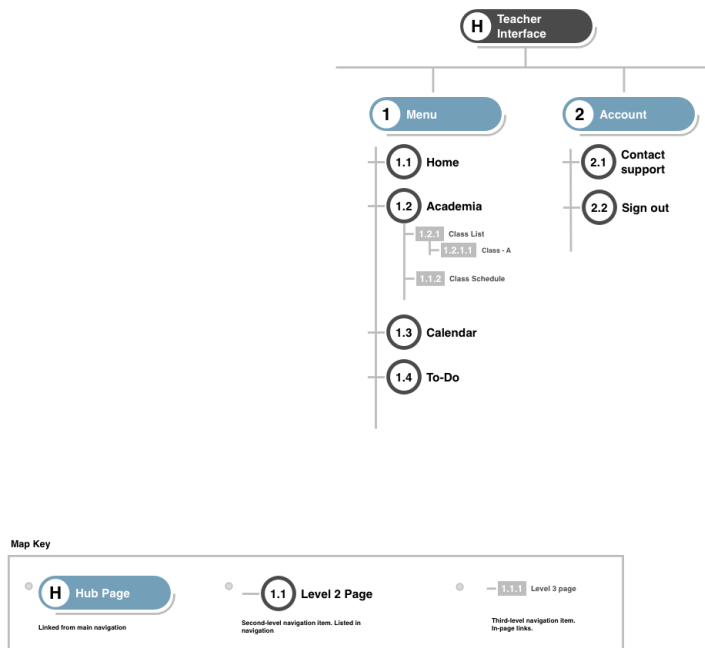 H Teacher
Interface
1 Menu
2 Account
1.1 Home
2.1 Contact
support
1.2 Academia
2.2 Sign out
1.2.1 Class List
1.2.1.1 Class - A
1.1.2 Class Schedule
1.3 Calendar
1.4 To-Do
Map Key
H Hub Page
Linked from main navigation
1.1 Level 2 Page
Second-level navigation item. Listed in
navigation
1.1.1 Level 3 page
Third-level navigation item.
In-page links.